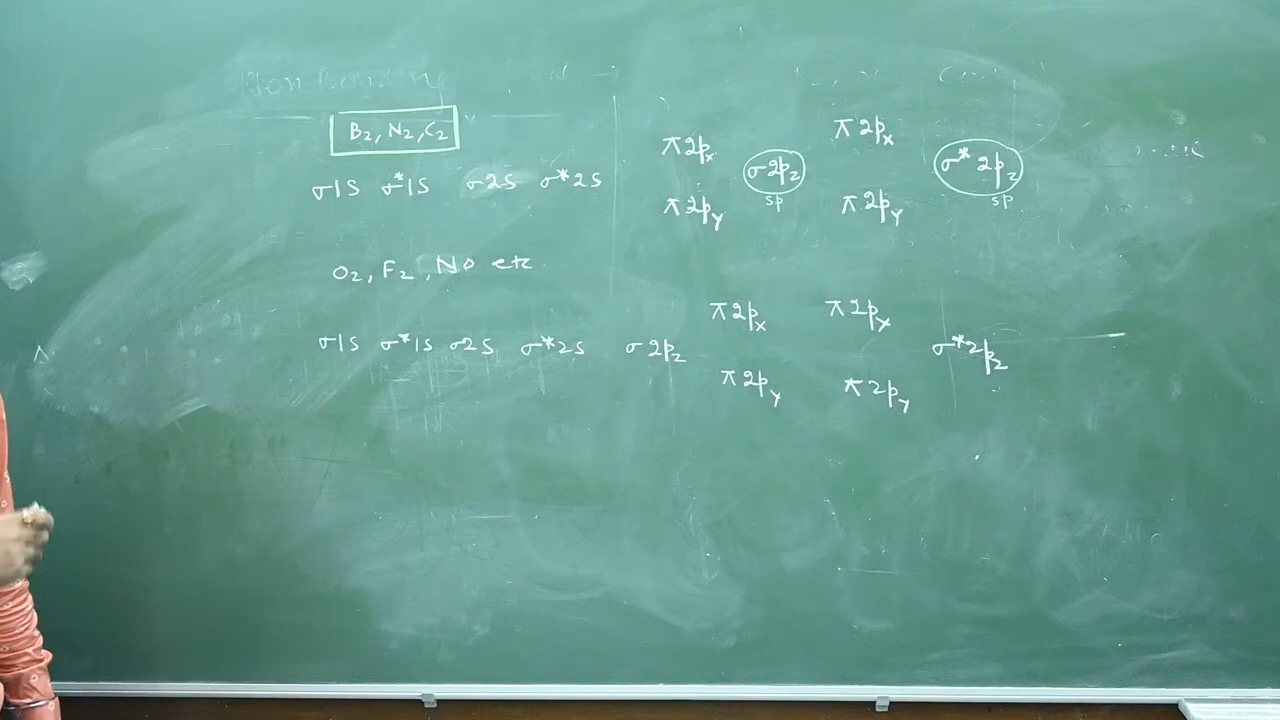 B₂, N₂, C₂
π2pₓ π2pₓ
σ1S σ*1S σ2S σ*2S σ2p_z σ*2p_z
sp sp
π2p_y π2p_y
O₂, F₂, NO etc
π2pₓ π2pₓ
σ1S σ*1S σ2S σ*2S σ2p_z σ*2p_z
π2p_y π2p_y